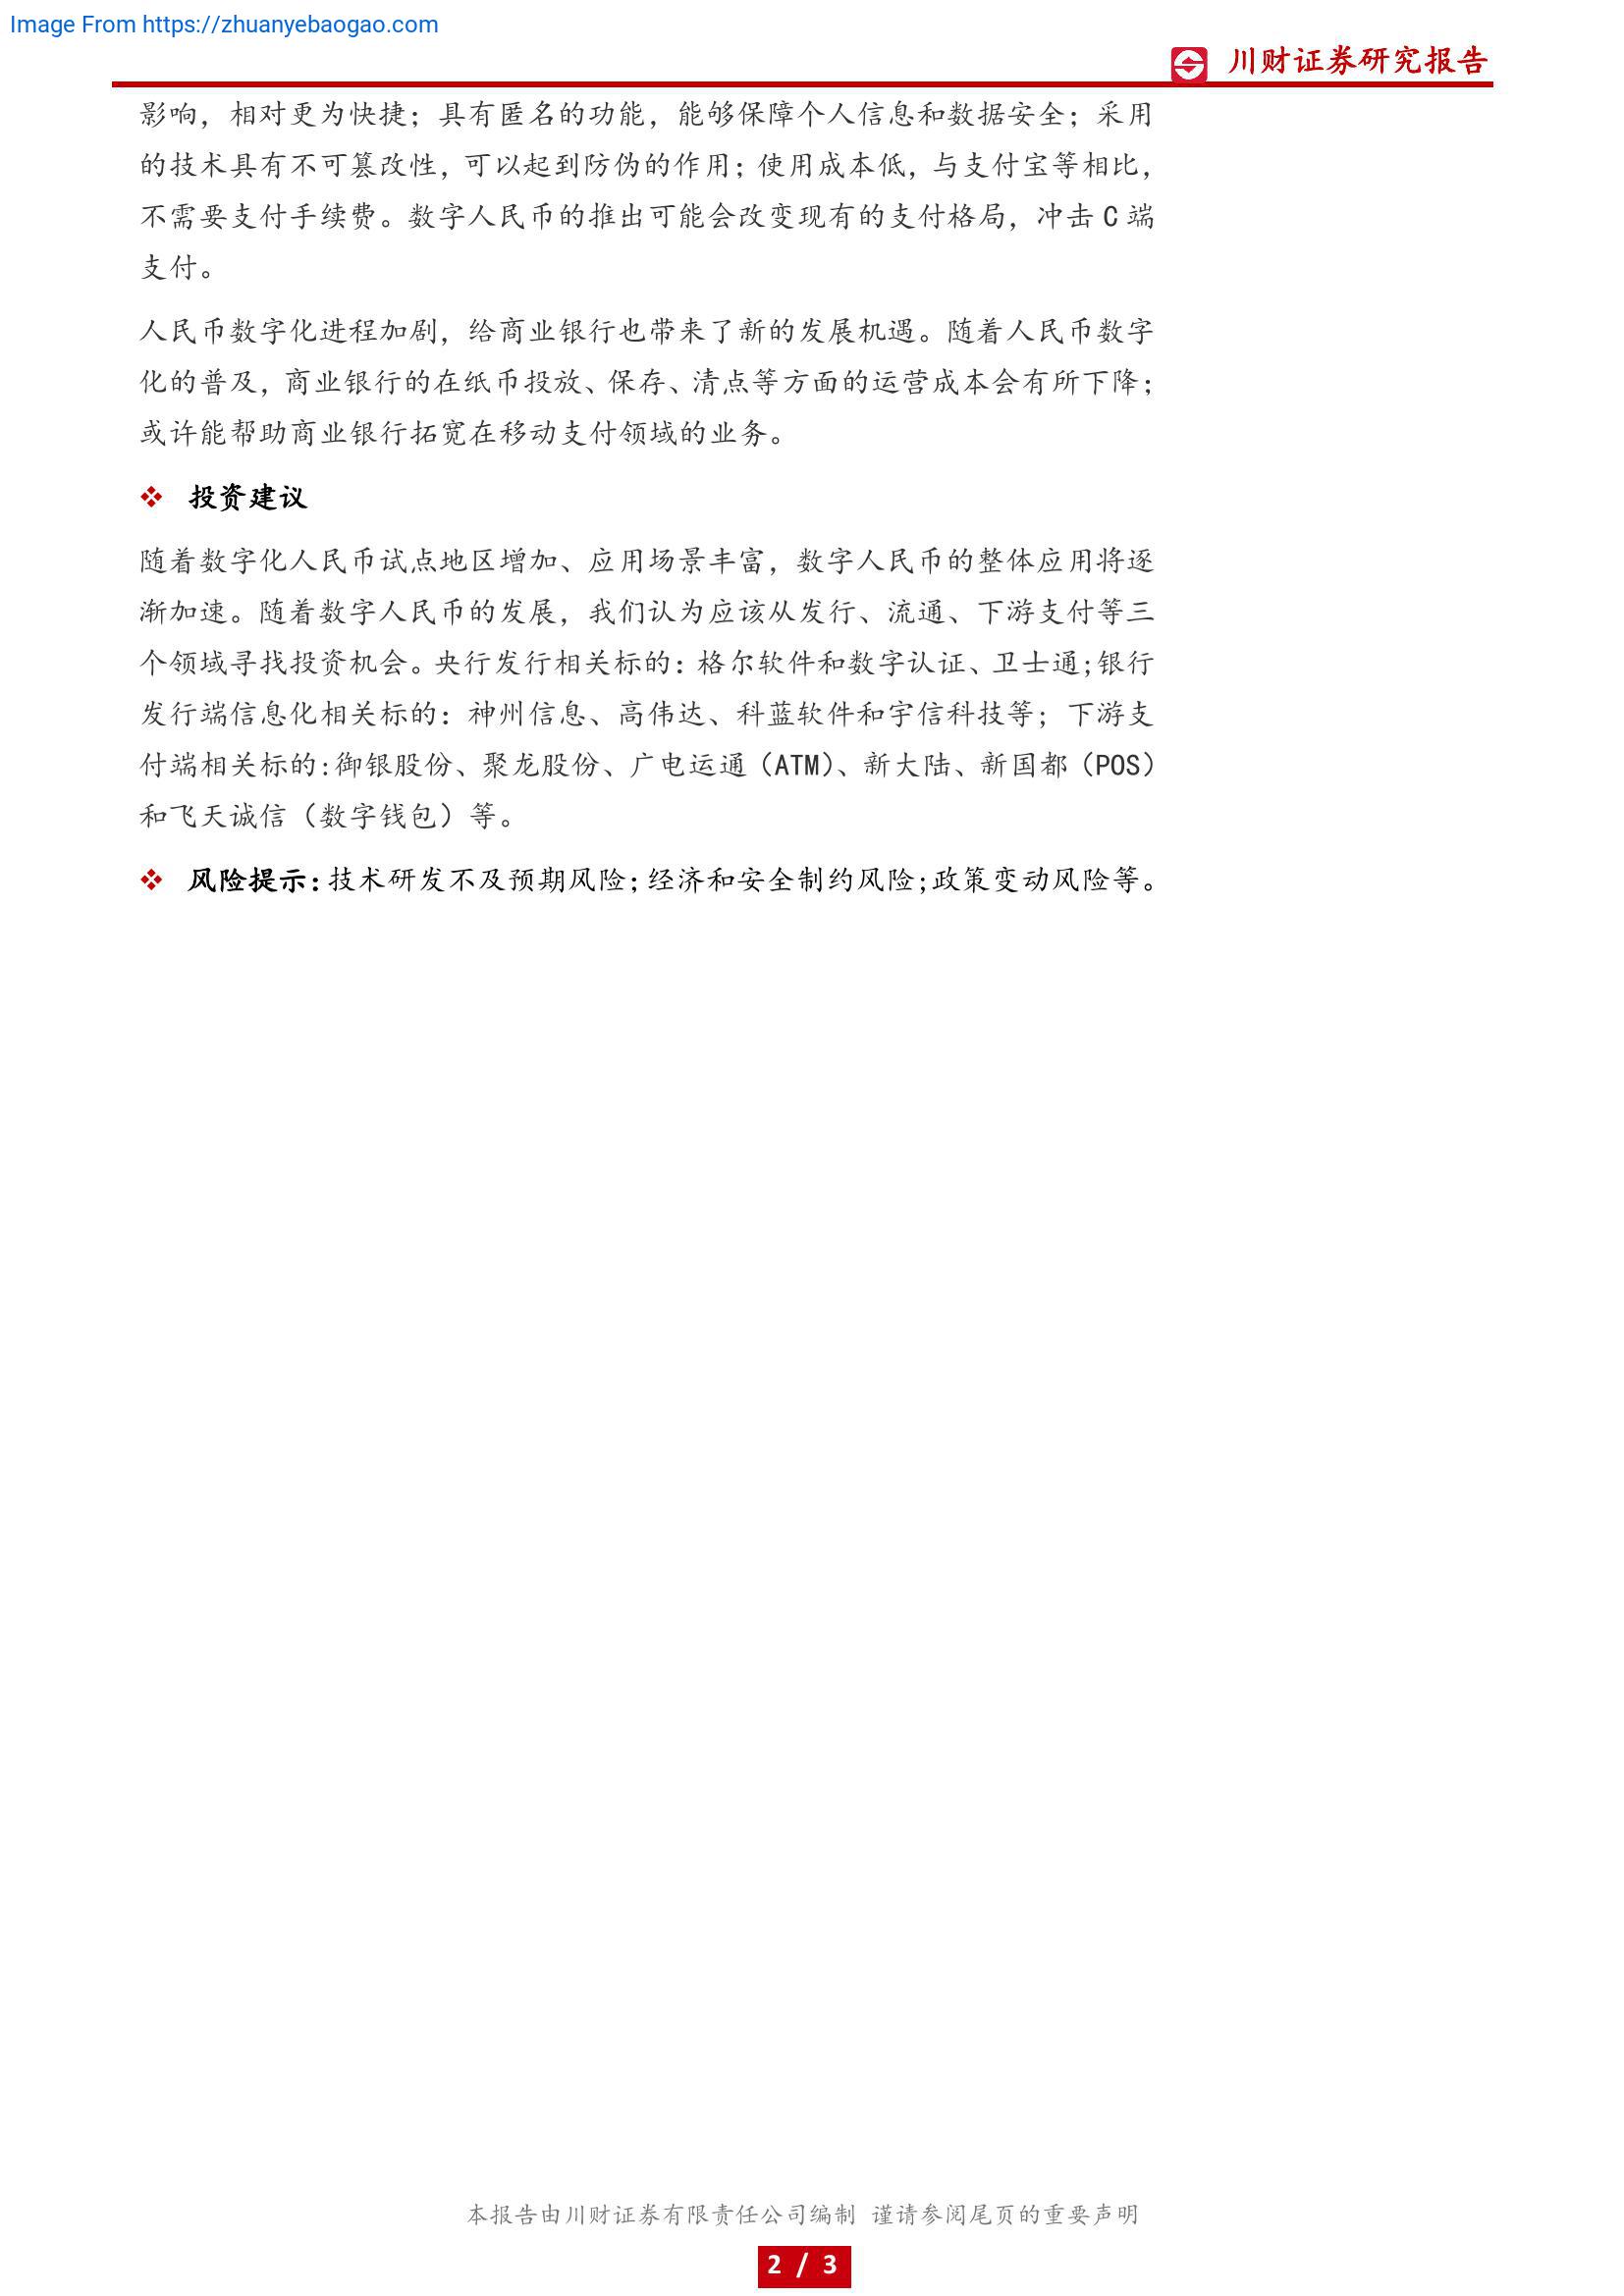 Image From https://zhuanyebaogao.com
川财证券研究报告
影响，相对更为快捷；具有匿名的功能，能够保障个人信息和数据安全；采用
的技术具有不可篡改性，可以起到防伪的作用；使用成本低，与支付宝等相比，
不需要支付手续费。数字人民币的推出可能会改变现有的支付格局，冲击 C 端
支付。
人民币数字化进程加剧，给商业银行也带来了新的发展机遇。随着人民币数字
化的普及，商业银行的在纸币投放、保存、清点等方面的运营成本会有所下降；
或许能帮助商业银行拓宽在移动支付领域的业务。
❖ 投资建议
随着数字化人民币试点地区增加、应用场景丰富，数字人民币的整体应用将逐
渐加速。随着数字人民币的发展，我们认为应该从发行、流通、下游支付等三
个领域寻找投资机会。央行发行相关标的：格尔软件和数字认证、卫士通；银行
发行端信息化相关标的：神州信息、高伟达、科蓝软件和宇信科技等；下游支
付端相关标的：御银股份、聚龙股份、广电运通（ATM）、新大陆、新国都（POS）
和飞天诚信（数字钱包）等。
❖ 风险提示：技术研发不及预期风险；经济和安全制约风险；政策变动风险等。
本报告由川财证券有限责任公司编制 谨请参阅尾页的重要声明
2 / 3